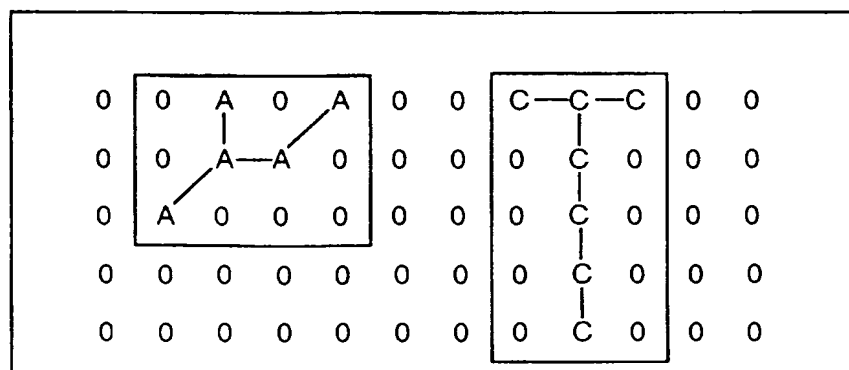 0 0 A 0 A 0 0 C C C 0 0
0 0 A A 0 0 0 0 C 0 0 0
0 A 0 0 0 0 0 0 C 0 0 0
0 0 0 0 0 0 0 0 C 0 0 0
0 0 0 0 0 0 0 0 C 0 0 0